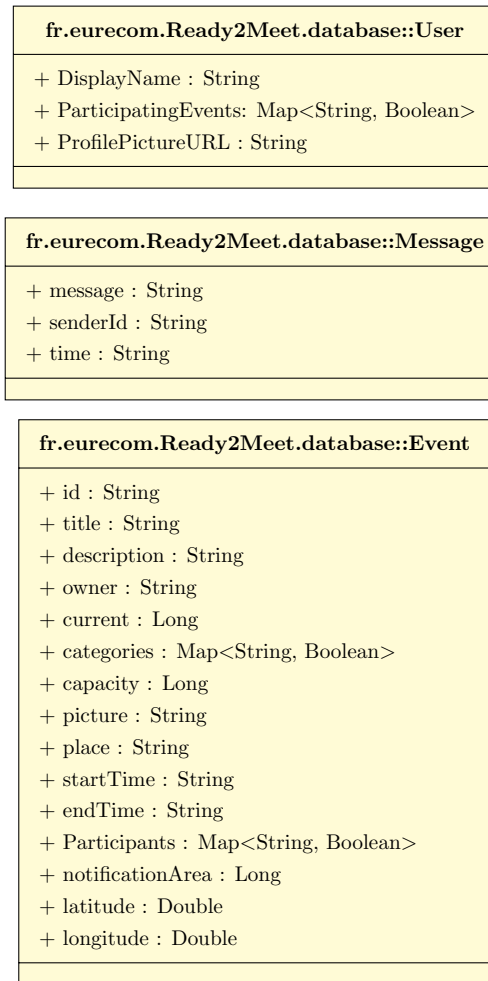 fr.eurecom.Ready2Meet.database::User
+ DisplayName : String
+ ParticipatingEvents: Map<String, Boolean>
+ ProfilePictureURL : String
fr.eurecom.Ready2Meet.database::Message
+ message : String
+ senderId : String
+ time : String
fr.eurecom.Ready2Meet.database::Event
+ id : String
+ title : String
+ description : String
+ owner : String
+ current : Long
+ categories : Map<String, Boolean>
+ capacity : Long
+ picture : String
+ place : String
+ startTime : String
+ endTime : String
+ Participants : Map<String, Boolean>
+ notificationArea : Long
+ latitude : Double
+ longitude : Double